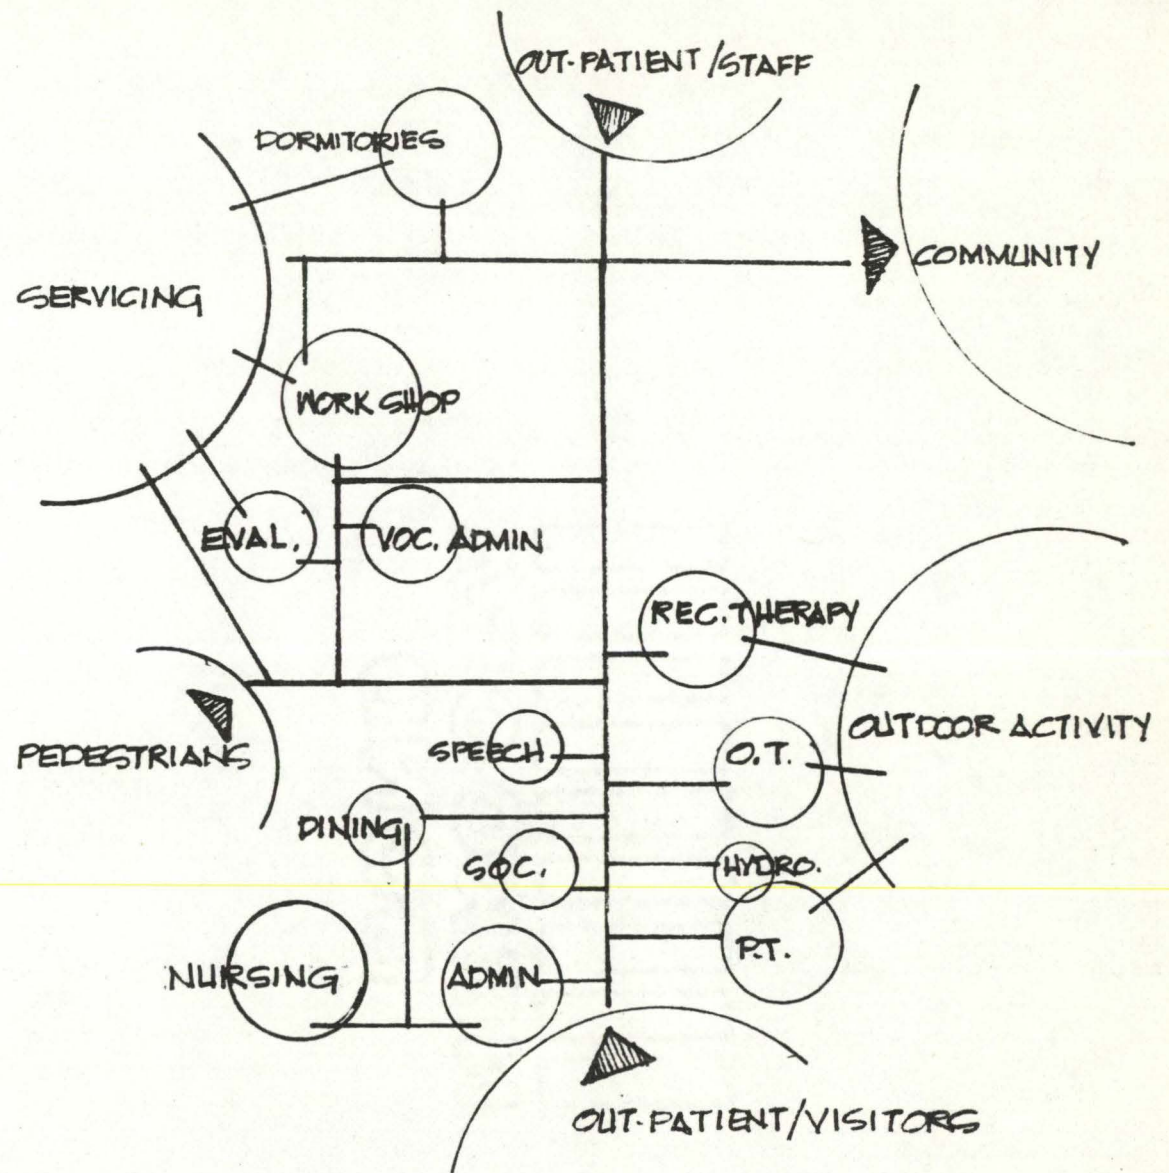 OUT-PATIENT/STAFF
DORMITORIES
COMMUNITY
SERVICING
WORK SHOP
EVAL.
VOC. ADMIN
REC. THERAPY
OUTDOOR ACTIVITY
PEDESTRIANS
SPEECH
O.T.
DINING
SOC.
HYDRO.
P.T.
NURSING
ADMIN
OUT-PATIENT/VISITORS